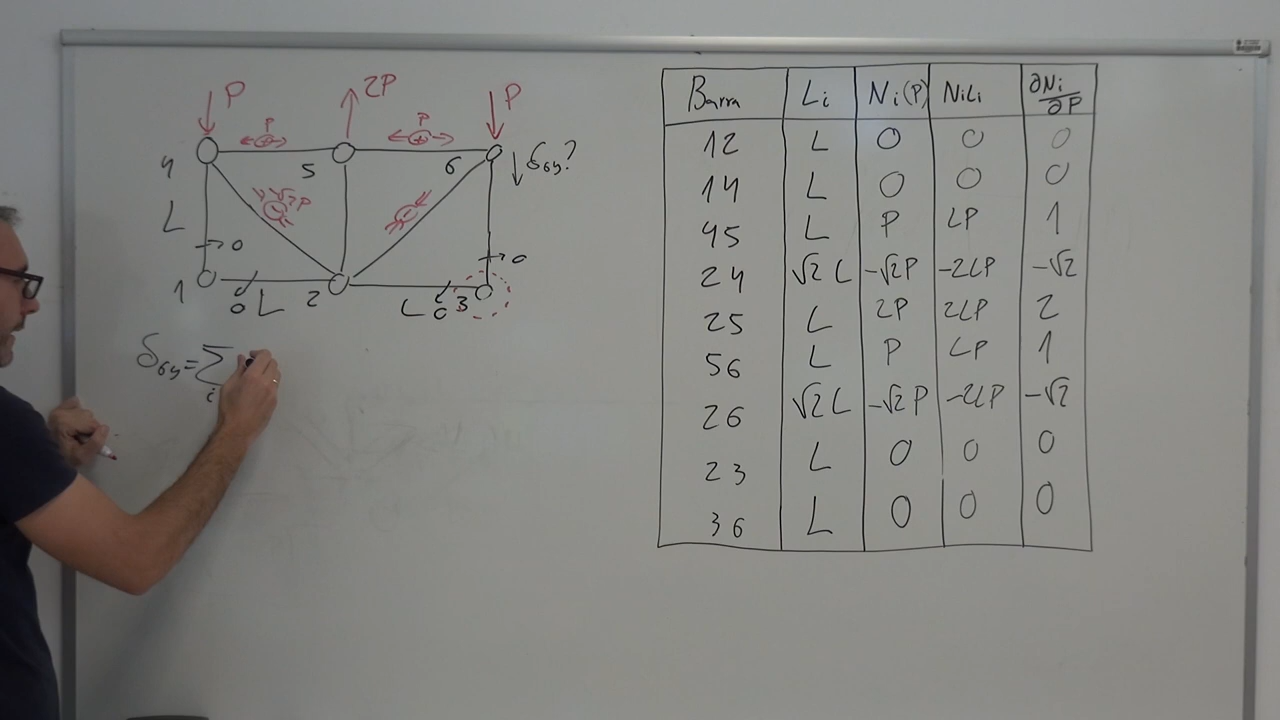 P 2P P
P P
4 5 6 ↓ δ6y?
√2P
L
→ 0 → 0
1 0 L 2 L 0 3
δ6y = Σ
i
Barra Li Ni(P) NiLi ∂Ni/∂P
12 L 0 0 0
14 L 0 0 0
45 L P LP 1
24 √2 L -√2P -2LP -√2
25 L 2P 2LP 2
56 L P LP 1
26 √2 L -√2P -2LP -√2
23 L 0 0 0
36 L 0 0 0